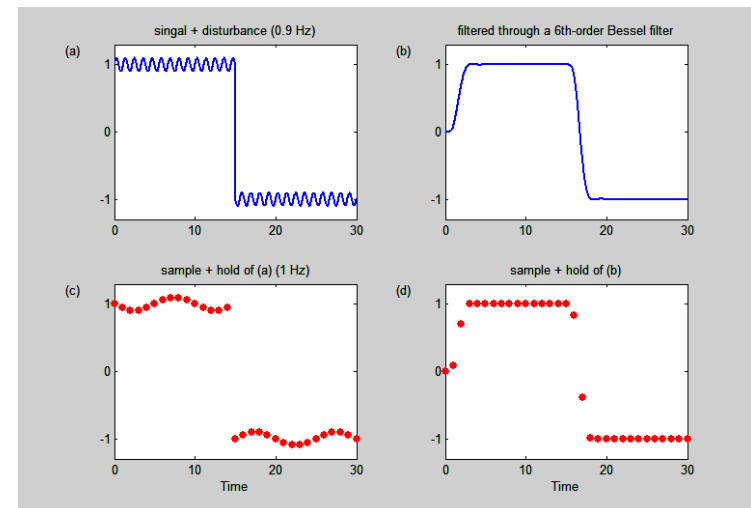 singal + disturbance (0.9 Hz)
(a)
1
0
-1
0 10 20 30
filtered through a 6th-order Bessel filter
(b)
1
0
-1
0 10 20 30
sample + hold of (a) (1 Hz)
(c)
1
0
-1
0 10 20 30
Time
sample + hold of (b)
(d)
1
0
-1
0 10 20 30
Time